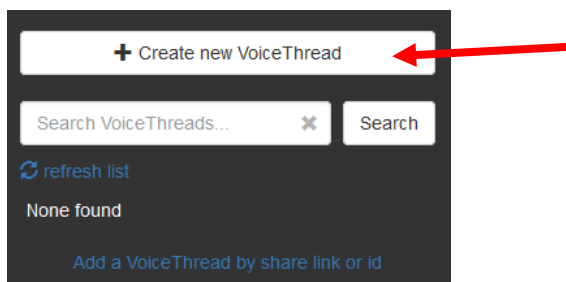 Create new VoiceThread
Search VoiceThreads... Search
refresh list
None found
Add a VoiceThread by share link or id